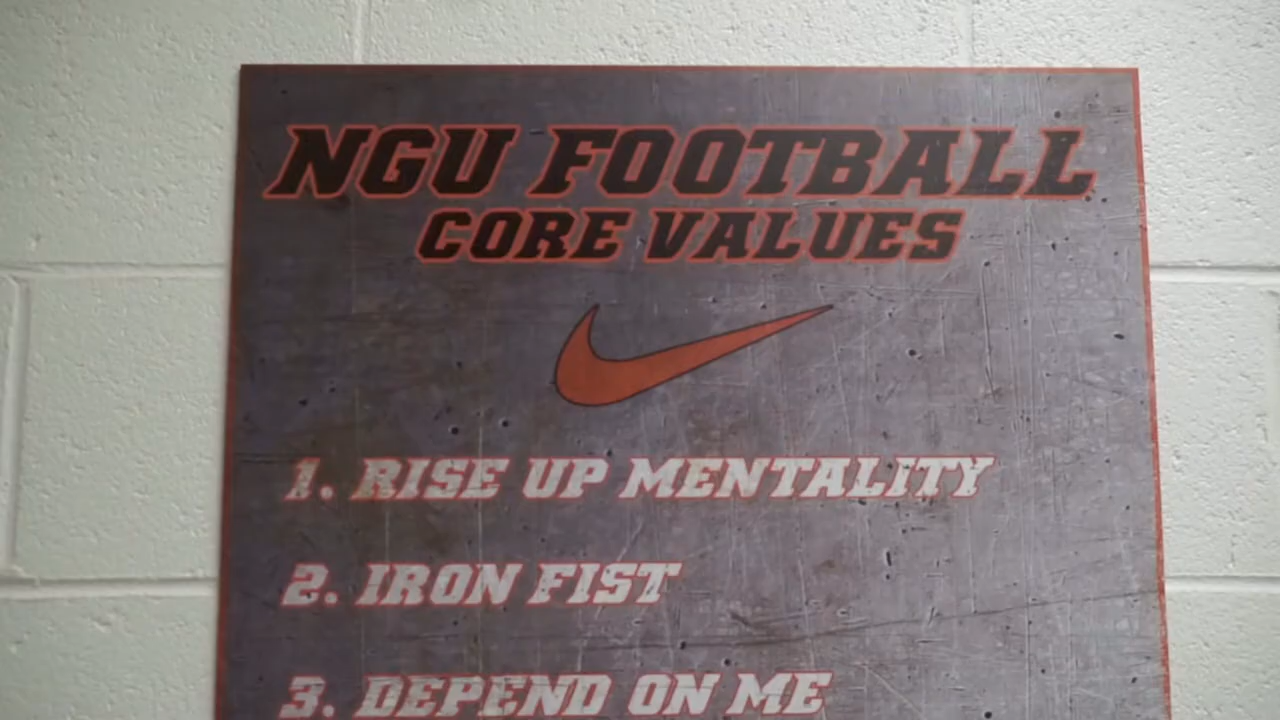 NGU FOOTBALL
CORE VALUES
1. RISE UP MENTALITY
2. IRON FIST
3. DEPEND ON ME